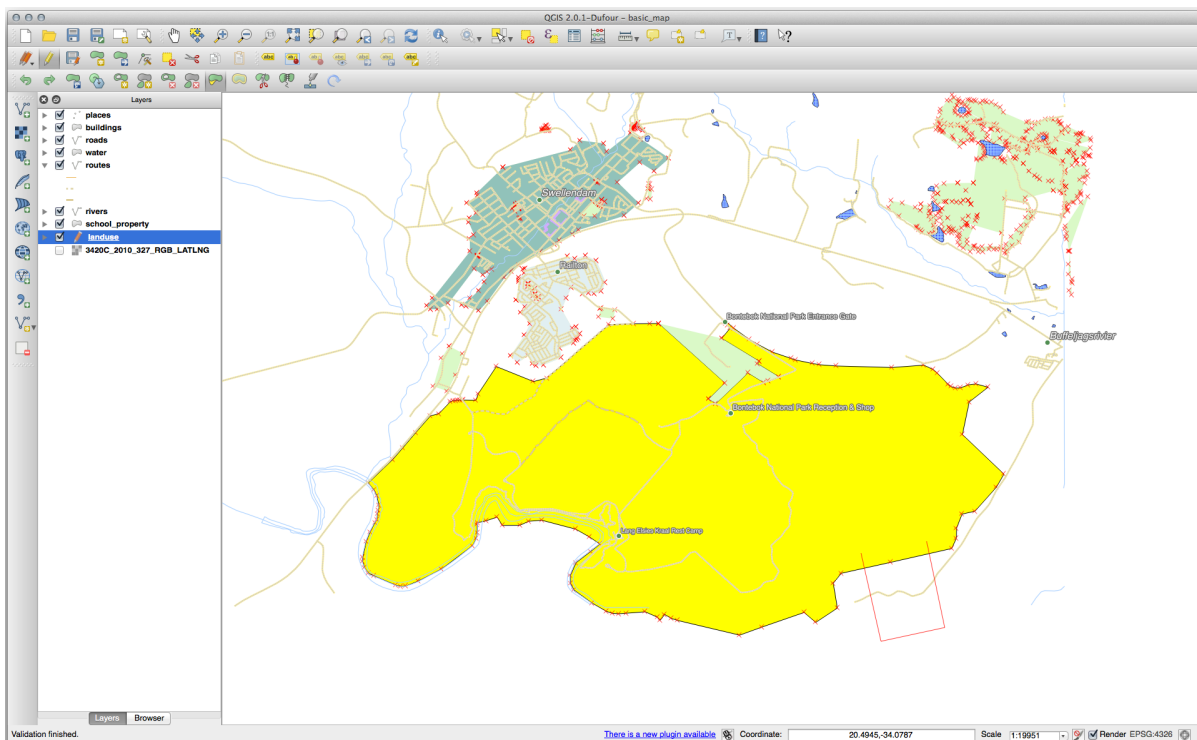 QGIS 2.0.1-Dufour – basic_map
Layers
places
buildings
roads
water
routes
rivers
school_property
landuse
3420C_2010_327_RGB_LATLNG
Swellendam
Railton
Bontebok National Park Entrance Gate
Buffeljagsrivier
Bontebok National Park Reception & Shop
Lang Elsies Kraal Rest Camp
Layers
Browser
Validation finished.
There is a new plugin available
Coordinate:
20.4945,-34.0787
Scale
1:19951
Render
EPSG:4326